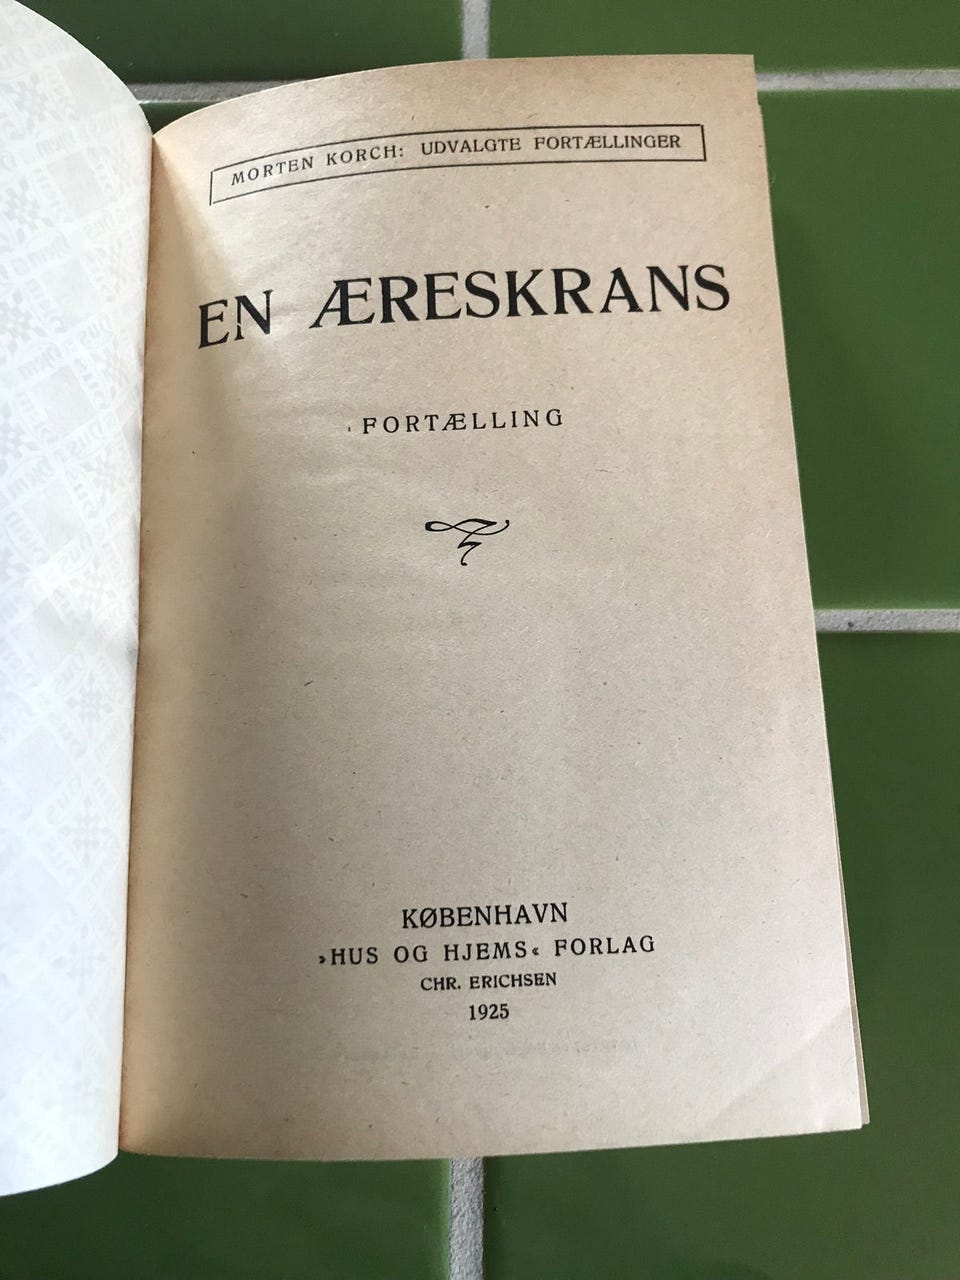 MORTEN KORCH: UDVALGTE FORTÆLLINGER
EN ÆRESKRANS
FORTÆLLING
KØBENHAVN
»HUS OG HJEMS« FORLAG
CHR. ERICHSEN
1925